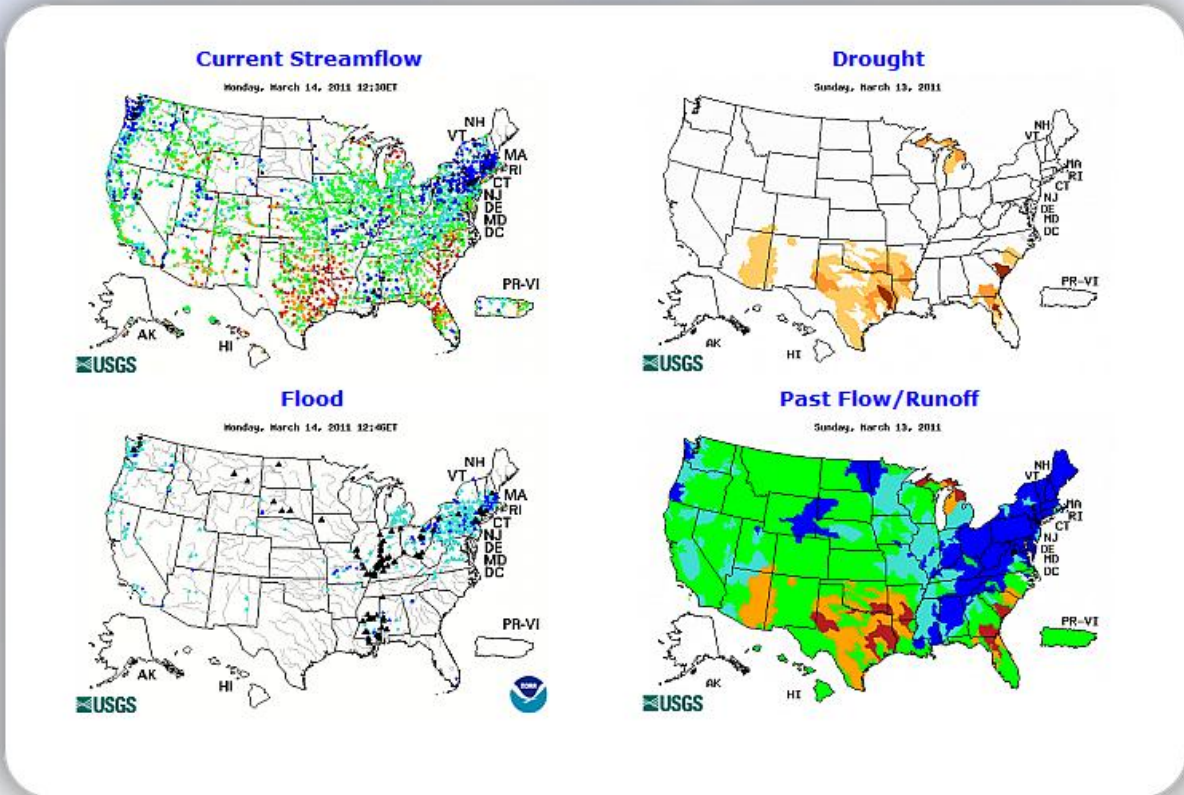 Current Streamflow
Monday, March 14, 2011 12:30ET
NH
VT
MA
RI
CT
NJ
DE
MD
DC
PR-VI
AK
HI
USGS
Drought
Sunday, March 13, 2011
NH
VT
MA
RI
CT
NJ
DE
MD
DC
PR-VI
AK
HI
USGS
Flood
Monday, March 14, 2011 12:46ET
NH
VT
MA
RI
CT
NJ
DE
MD
DC
PR-VI
AK
HI
USGS
NOAA
Past Flow/Runoff
Sunday, March 13, 2011
NH
VT
MA
RI
CT
NJ
DE
MD
DC
PR-VI
AK
HI
USGS